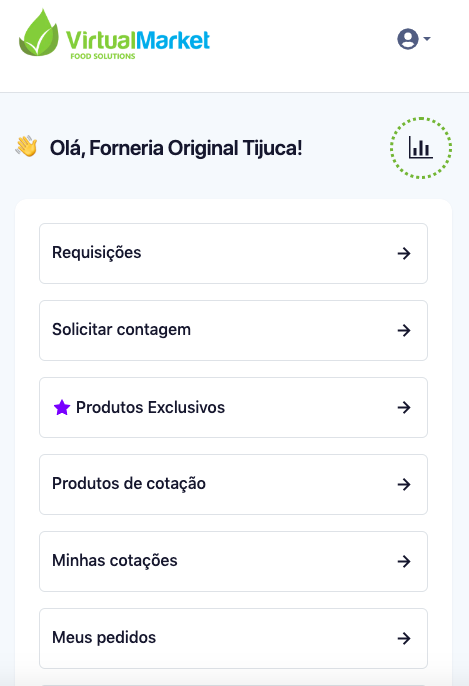 VirtualMarket
FOOD SOLUTIONS
Olá, Forneria Original Tijuca!
Requisições
Solicitar contagem
Produtos Exclusivos
Produtos de cotação
Minhas cotações
Meus pedidos